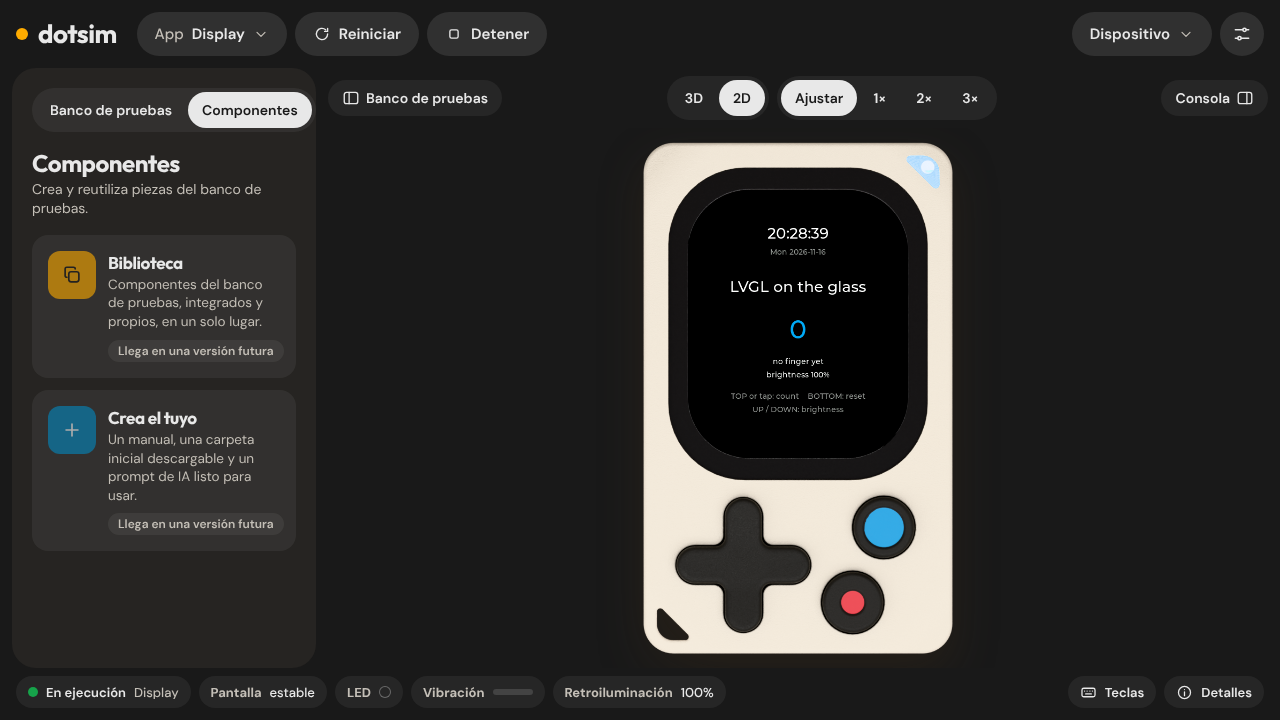 dotsim
App Display
Reiniciar
Detener
Dispositivo
Banco de pruebas
Componentes
Componentes
Crea y reutiliza piezas del banco de
pruebas.
Biblioteca
Componentes del banco
de pruebas, integrados y
propios, en un solo lugar.
Llega en una versión futura
Crea el tuyo
Un manual, una carpeta
inicial descargable y un
prompt de IA listo para
usar.
Llega en una versión futura
Banco de pruebas
3D
2D
Ajustar
1×
2×
3×
Consola
20:28:39
Mon 2026-11-16
LVGL on the glass
0
no finger yet
brightness 100%
TOP or tap: count BOTTOM: reset
UP / DOWN: brightness
En ejecución Display
Pantalla estable
LED
Vibración
Retroiluminación 100%
Teclas
Detalles